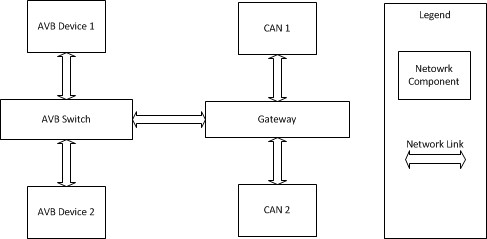 AVB Device 1
CAN 1
Legend
Netowrk
Component
AVB Switch
Gateway
Network Link
AVB Device 2
CAN 2